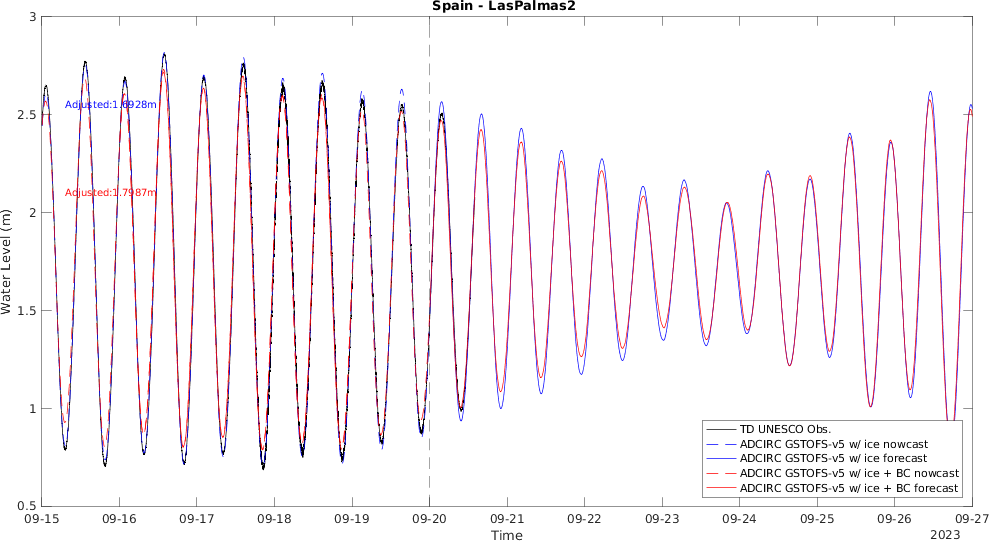 Spain - LasPalmas2
3
2.5
2
1.5
1
0.5
Water Level (m)
Adjusted:1.6928m
Adjusted:1.7987m
TD UNESCO Obs.
ADCIRC GSTOFS-v5 w/ ice nowcast
ADCIRC GSTOFS-v5 w/ ice forecast
ADCIRC GSTOFS-v5 w/ ice + BC nowcast
ADCIRC GSTOFS-v5 w/ ice + BC forecast
09-15 09-16 09-17 09-18 09-19 09-20 09-21 09-22 09-23 09-24 09-25 09-26 09-27
Time
2023